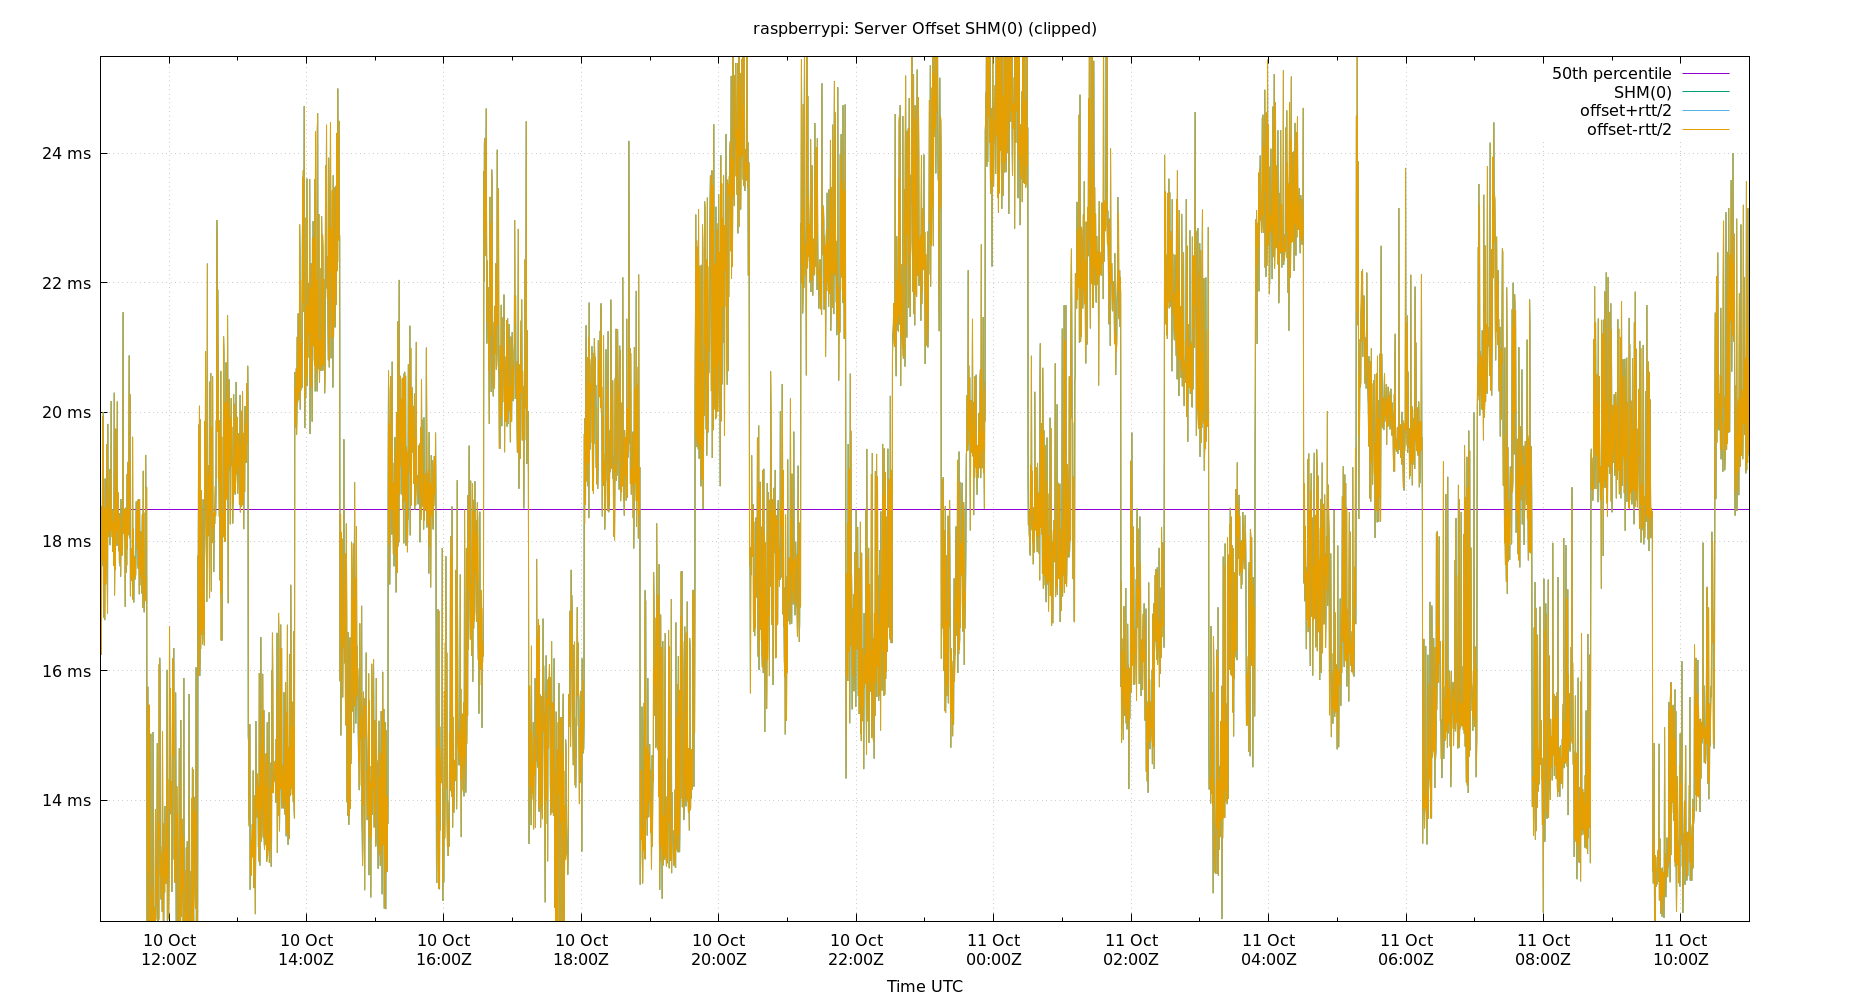 raspberrypi: Server Offset SHM(0) (clipped)
50th percentile
SHM(0)
offset+rtt/2
offset-rtt/2
24 ms
22 ms
20 ms
18 ms
16 ms
14 ms
10 Oct 10 Oct 10 Oct 10 Oct 10 Oct 10 Oct 11 Oct 11 Oct 11 Oct 11 Oct 11 Oct 11 Oct
12:00Z 14:00Z 16:00Z 18:00Z 20:00Z 22:00Z 00:00Z 02:00Z 04:00Z 06:00Z 08:00Z 10:00Z
Time UTC